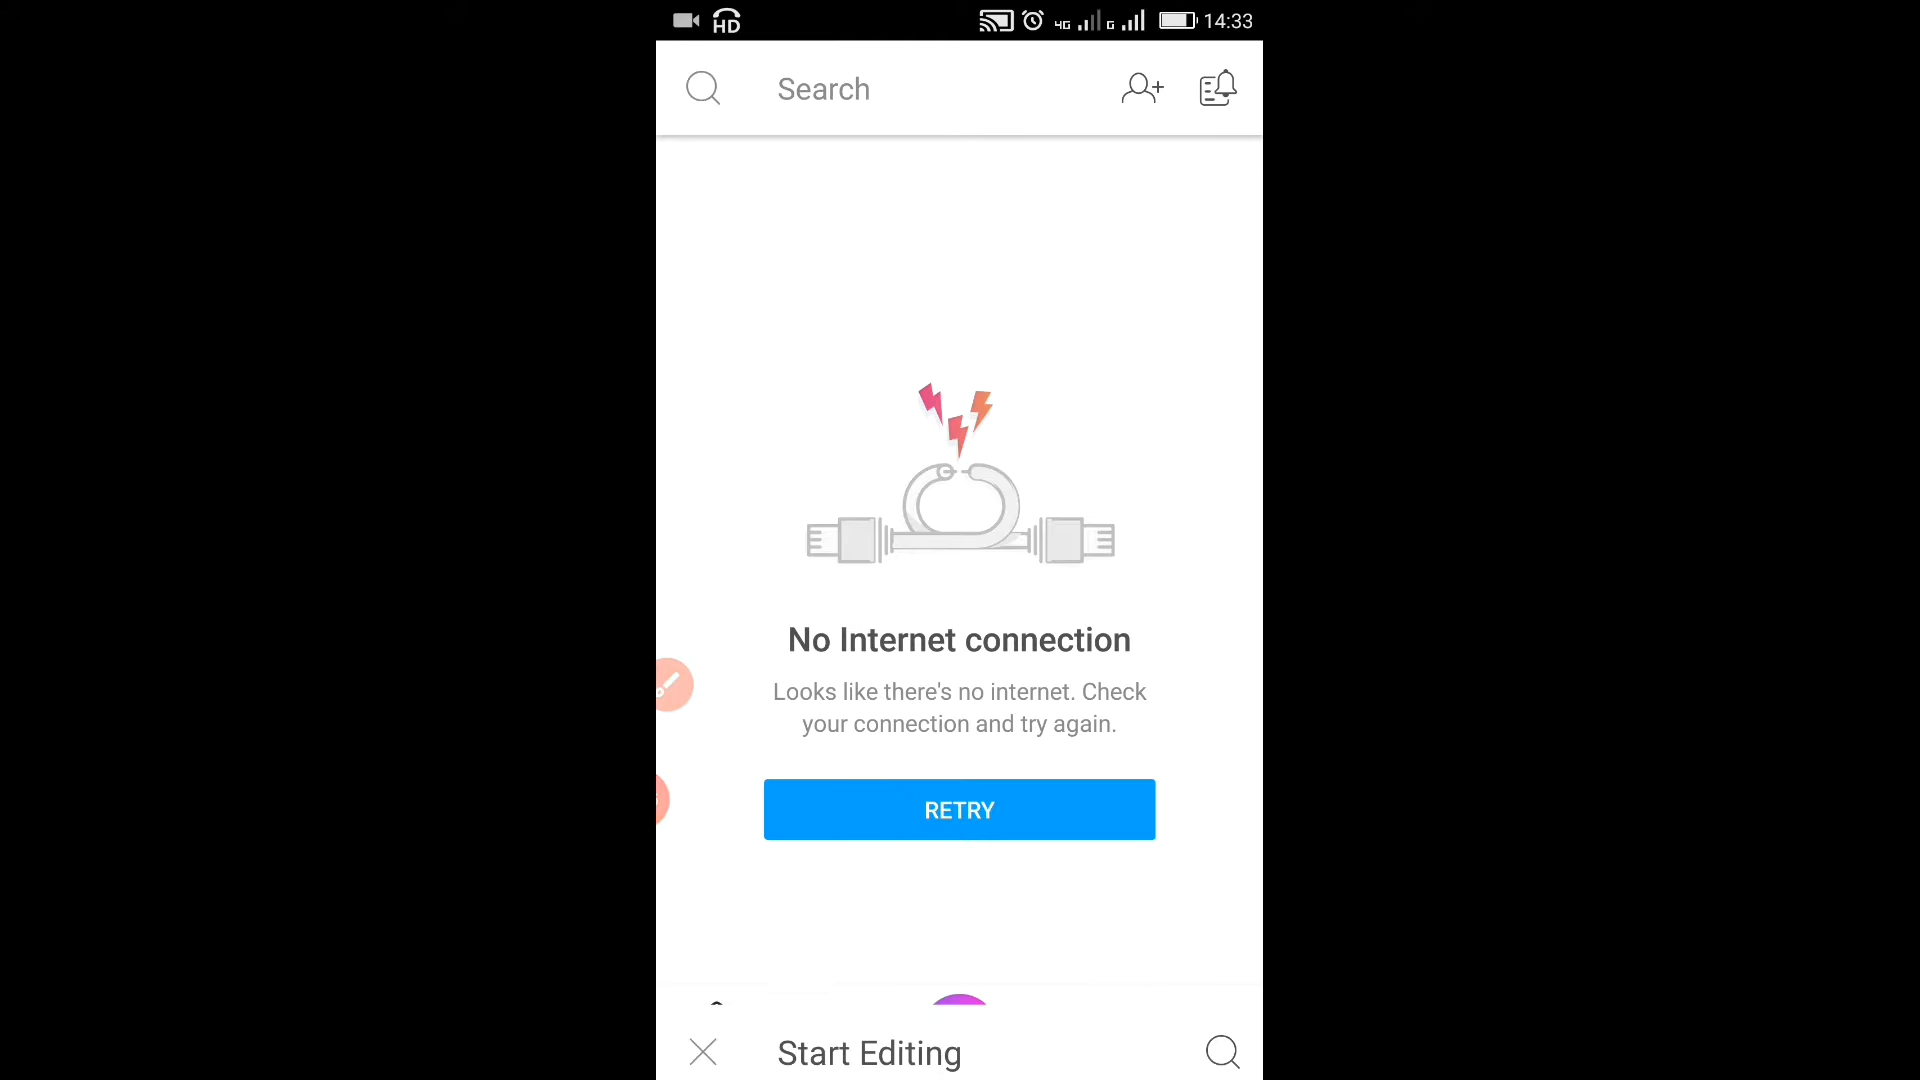 HD 4G G 14:33
Search
No Internet connection
Looks like there's no internet. Check
your connection and try again.
RETRY
Start Editing